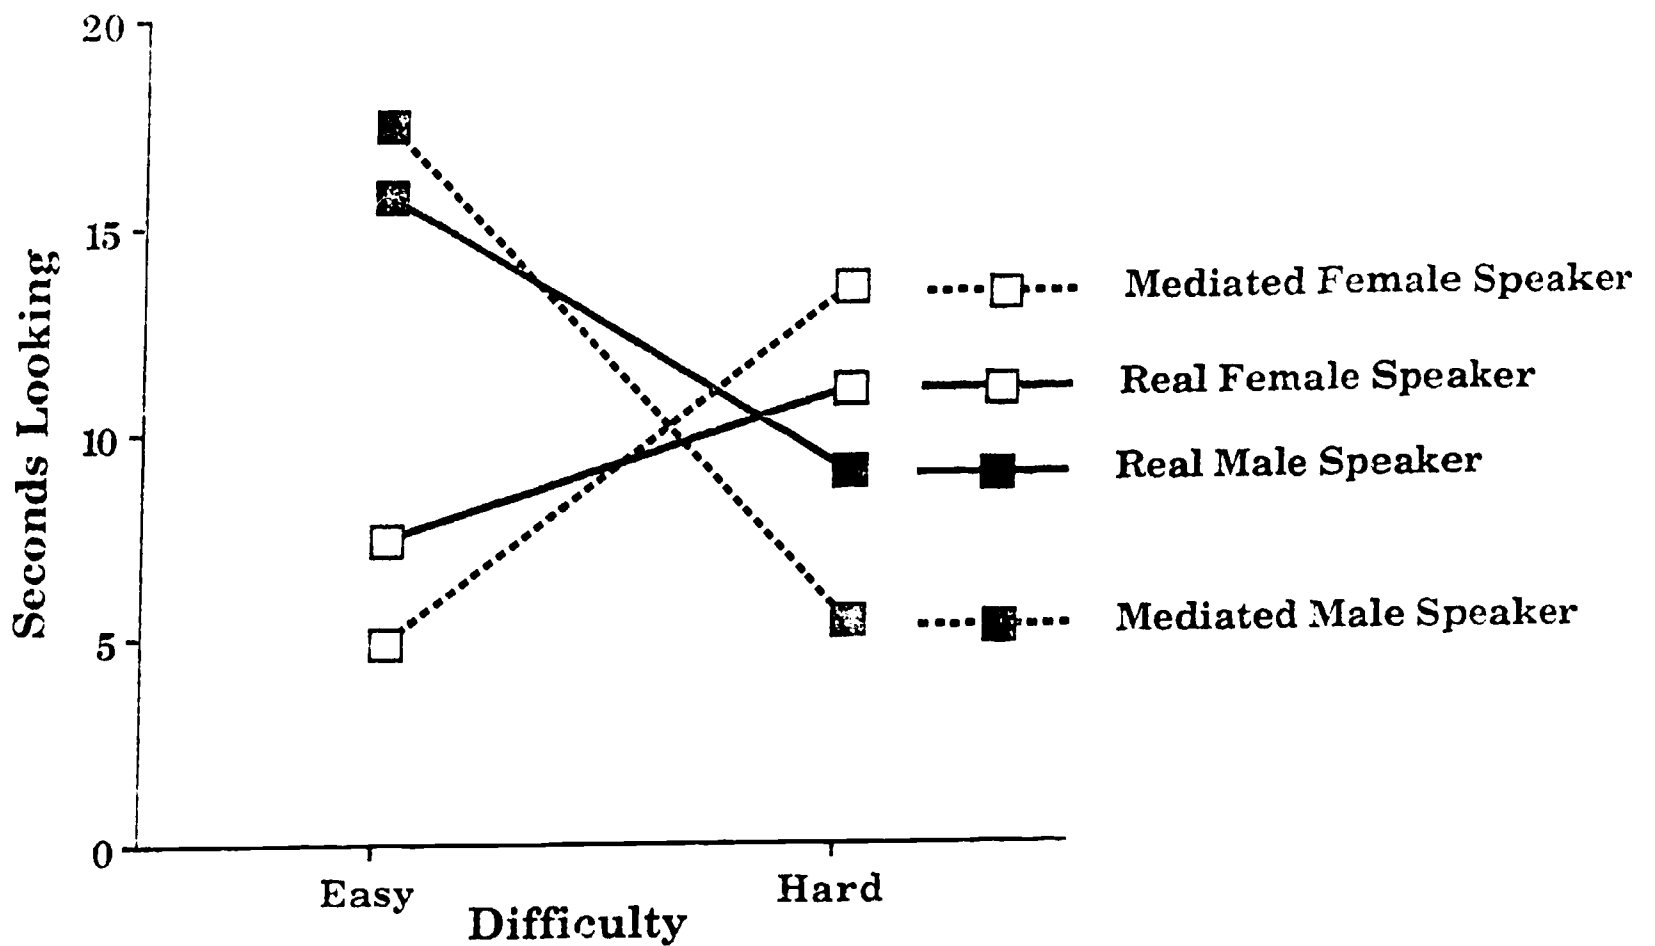 20
15
10
5
0
Seconds Looking
Easy
Hard
Difficulty
Mediated Female Speaker
Real Female Speaker
Real Male Speaker
Mediated Male Speaker